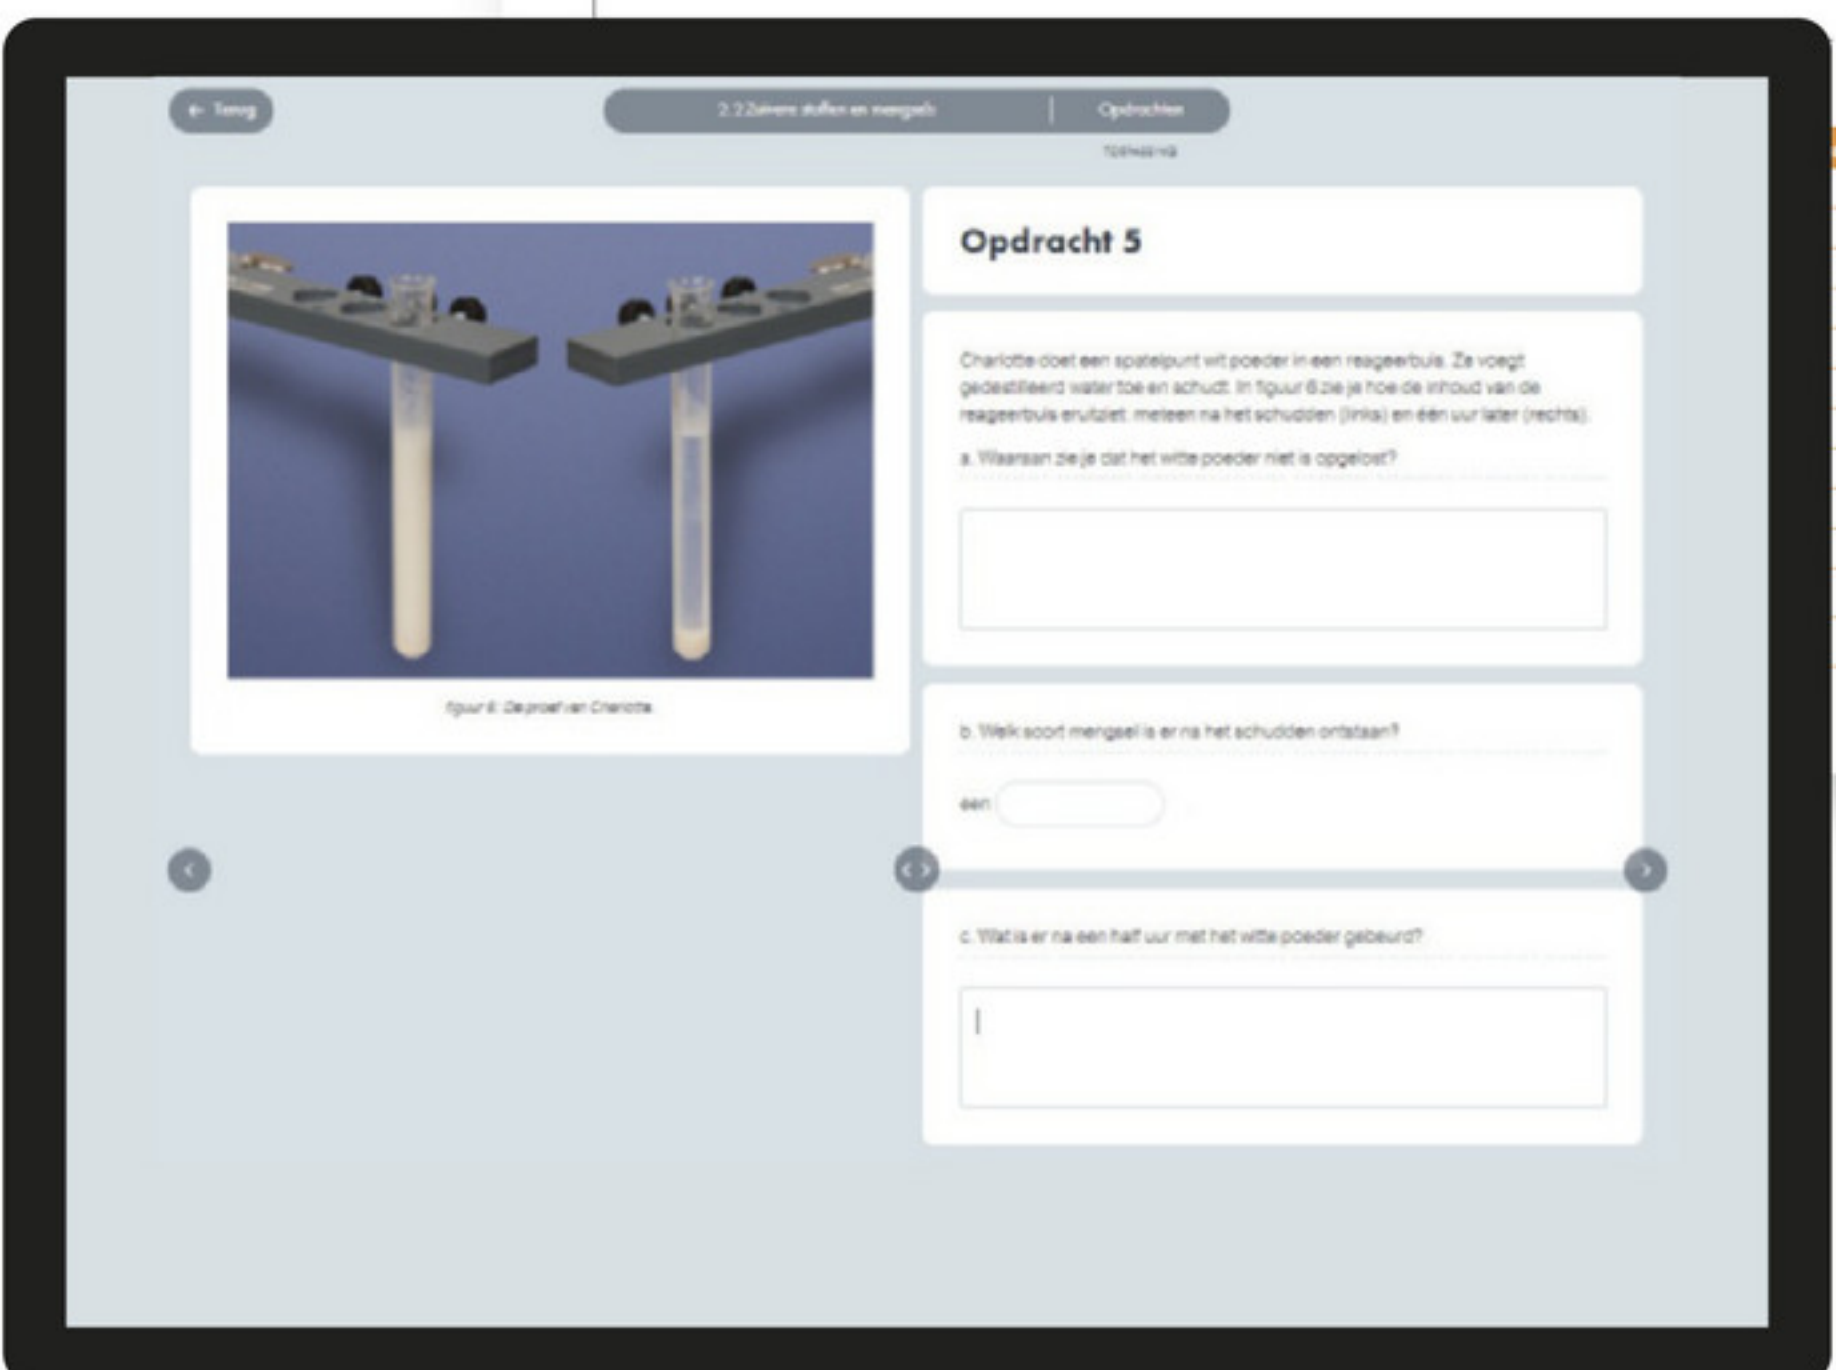 ← Terug
2.2 Zuivere stoffen en mengsels | Opdrachten
Opdracht 5
Charlotte doet een spatelpunt wit poeder in een reageerbuis. Ze voegt
gedestilleerd water toe en schudt. In figuur 6 zie je hoe de inhoud van de
reageerbuis eruitziet: meteen na het schudden (links) en één uur later (rechts).
a. Waaraan zie je dat het witte poeder niet is opgelost?
figuur 6: De proef van Charlotte.
b. Welk soort mengsel is er na het schudden ontstaan?
een
c. Wat is er na een half uur met het witte poeder gebeurd?